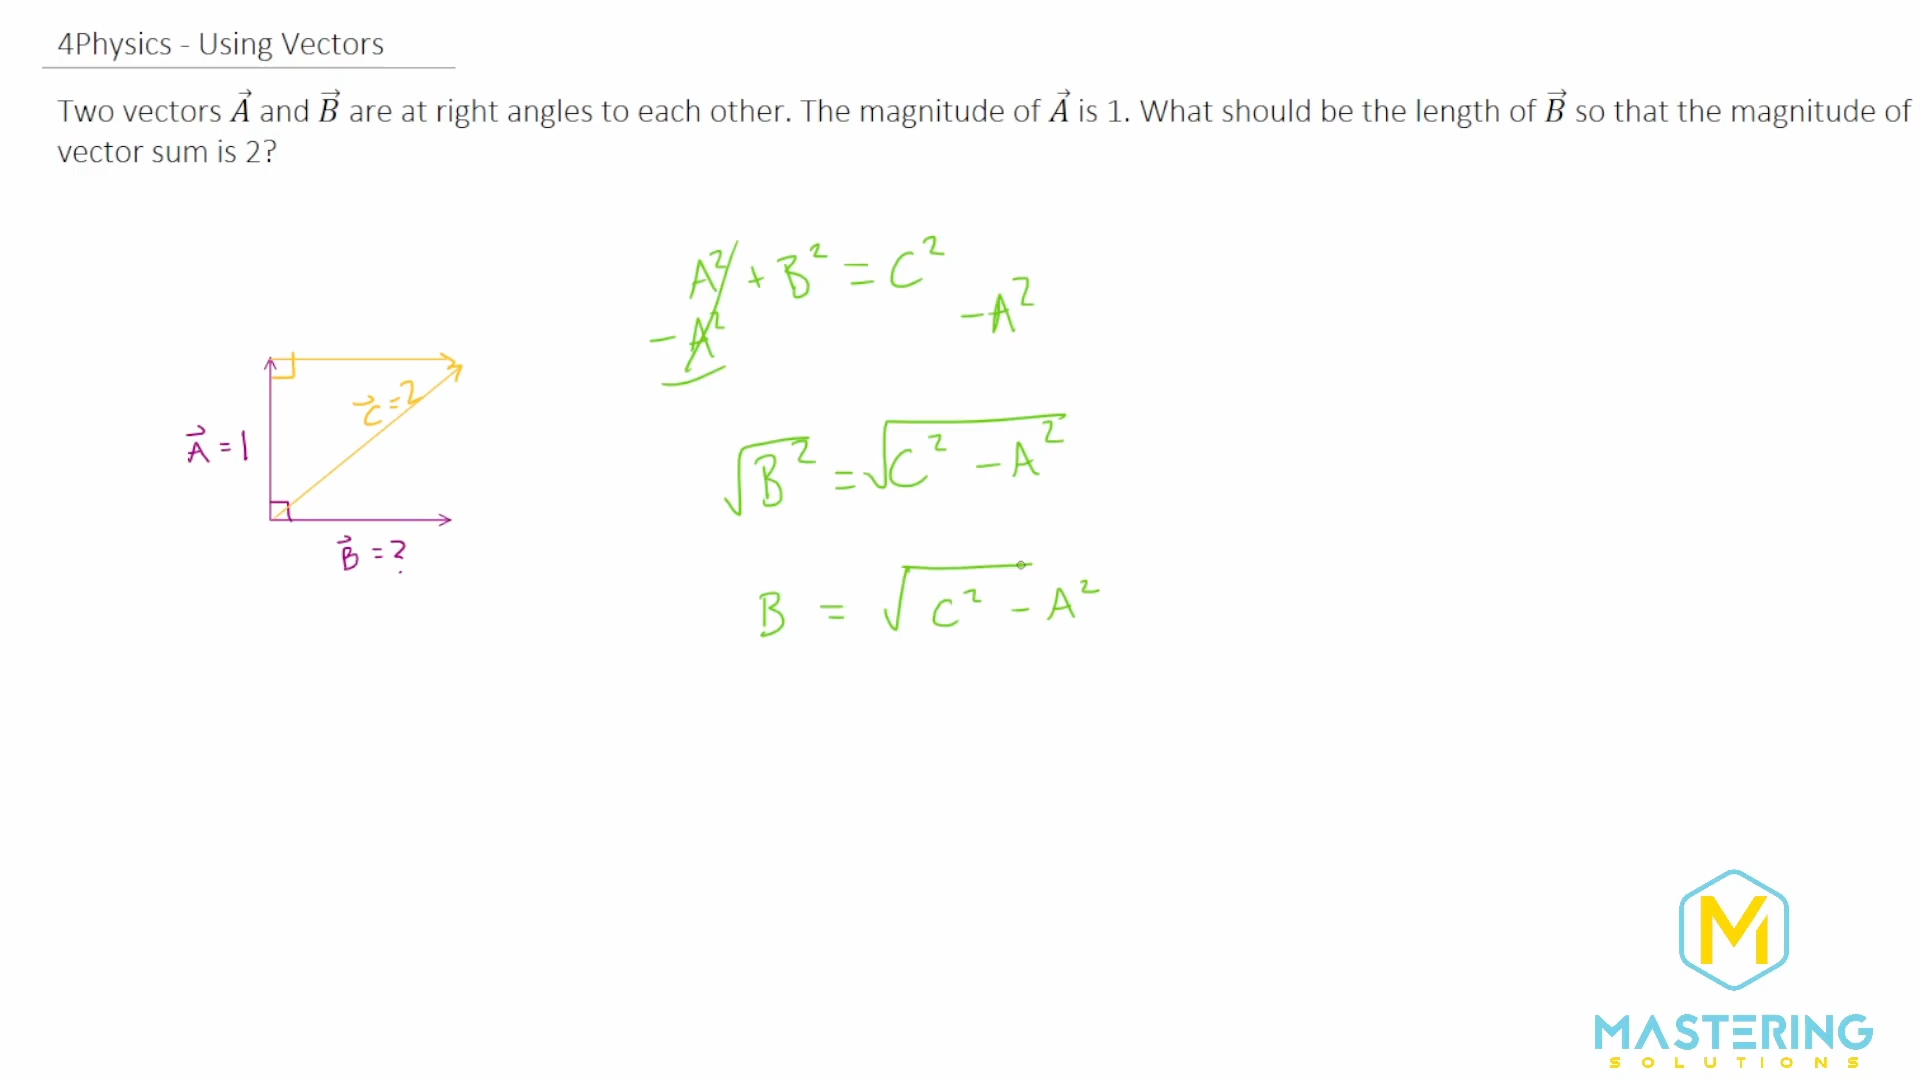 4Physics - Using Vectors
Two vectors A⃗ and B⃗ are at right angles to each other. The magnitude of A⃗ is 1. What should be the length of B⃗ so that the magnitude of
vector sum is 2?
A² + B² = C²
- A² - A²
C⃗ = 2
A⃗ = 1
√B² = √C² - A²
B⃗ = ?
B = √C² - A²
M
MASTERING
SOLUTIONS